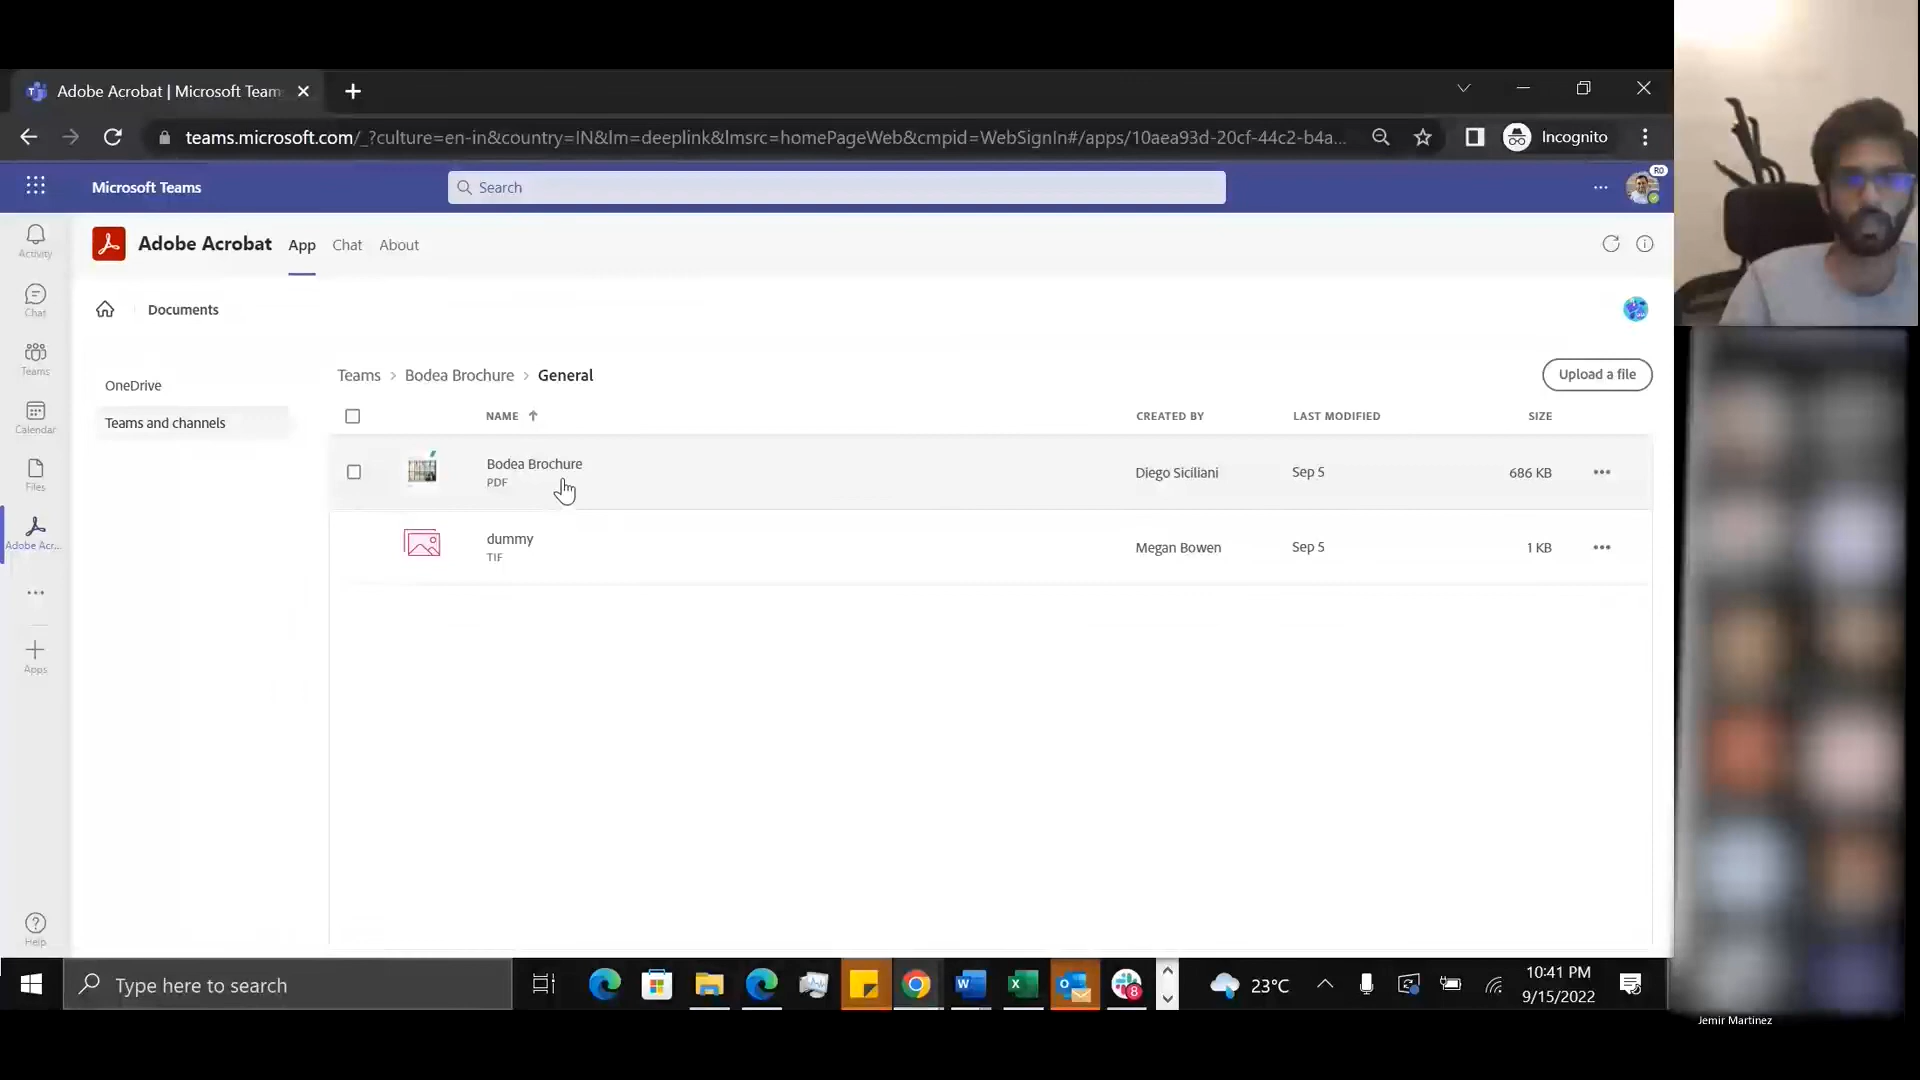 Adobe Acrobat | Microsoft Team
teams.microsoft.com/_?culture=en-in&country=IN&lm=deeplink&lmsrc=homePageWeb&cmpid=WebSignIn#/apps/10aea93d-20cf-44c2-b4a...
Incognito
Microsoft Teams
Search
RO
Activity
Chat
Teams
Calendar
Files
Adobe Acr...
Apps
Help
Adobe Acrobat App Chat About
Documents
OneDrive
Teams and channels
Teams > Bodea Brochure > General
Upload a file
NAME CREATED BY LAST MODIFIED SIZE
Bodea Brochure
PDF
Diego Siciliani Sep 5 686 KB
dummy
TIF
Megan Bowen Sep 5 1 KB
Type here to search
8
23°C
10:41 PM
9/15/2022
Jemir Martinez